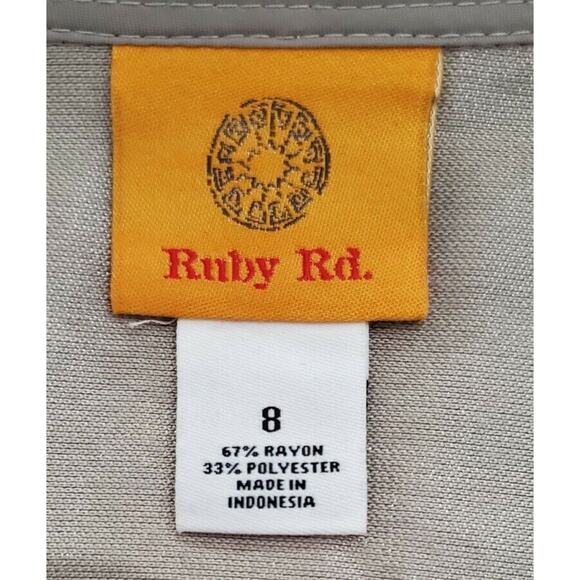 Ruby Rd.
8
67% RAYON
33% POLYESTER
MADE IN
INDONESIA